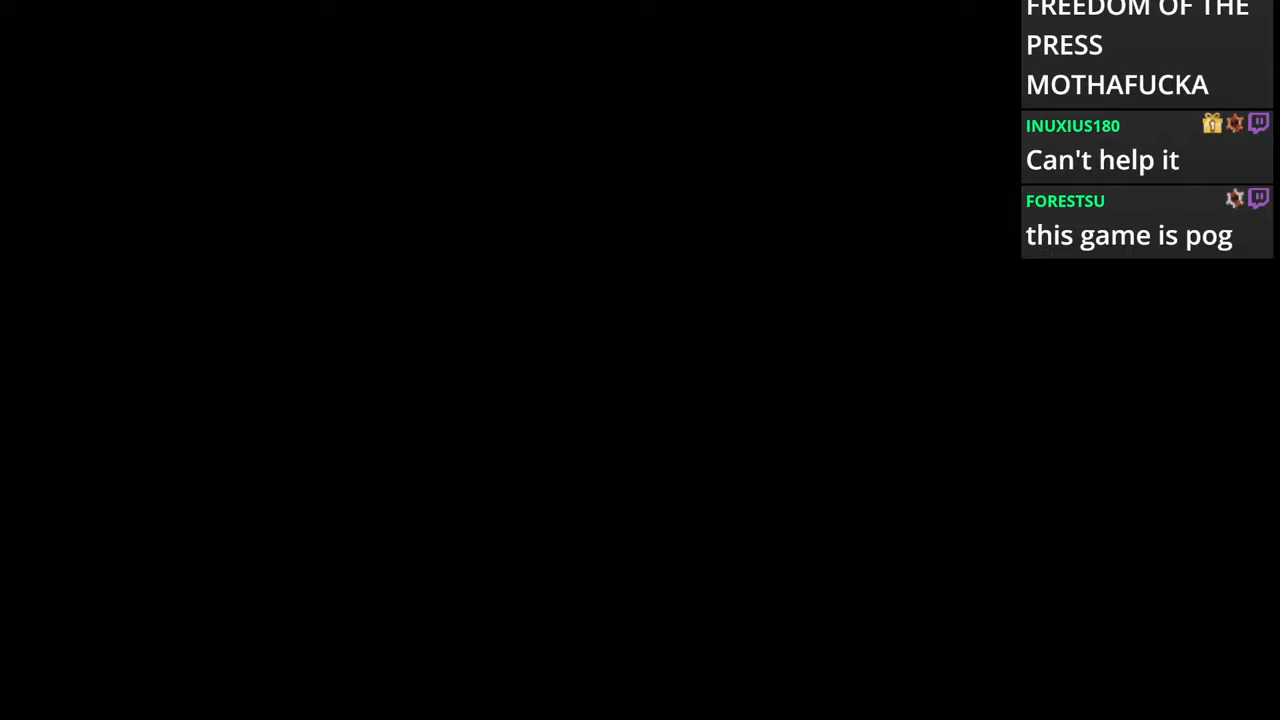 FREEDOM OF THE
PRESS
MOTHAFUCKA
INUXIUS180
Can't help it
FORESTSU
this game is pog